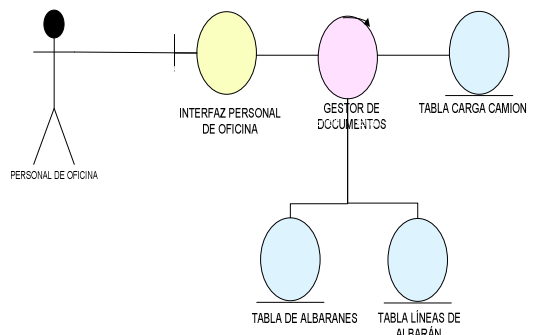 INTERFAZ PERSONAL
DE OFICINA
GESTOR DE
DOCUMENTOS
TABLA CARGA CAMION
PERSONAL DE OFICINA
TABLA DE ALBARANES
TABLA LÍNEAS DE
ALBARÁN